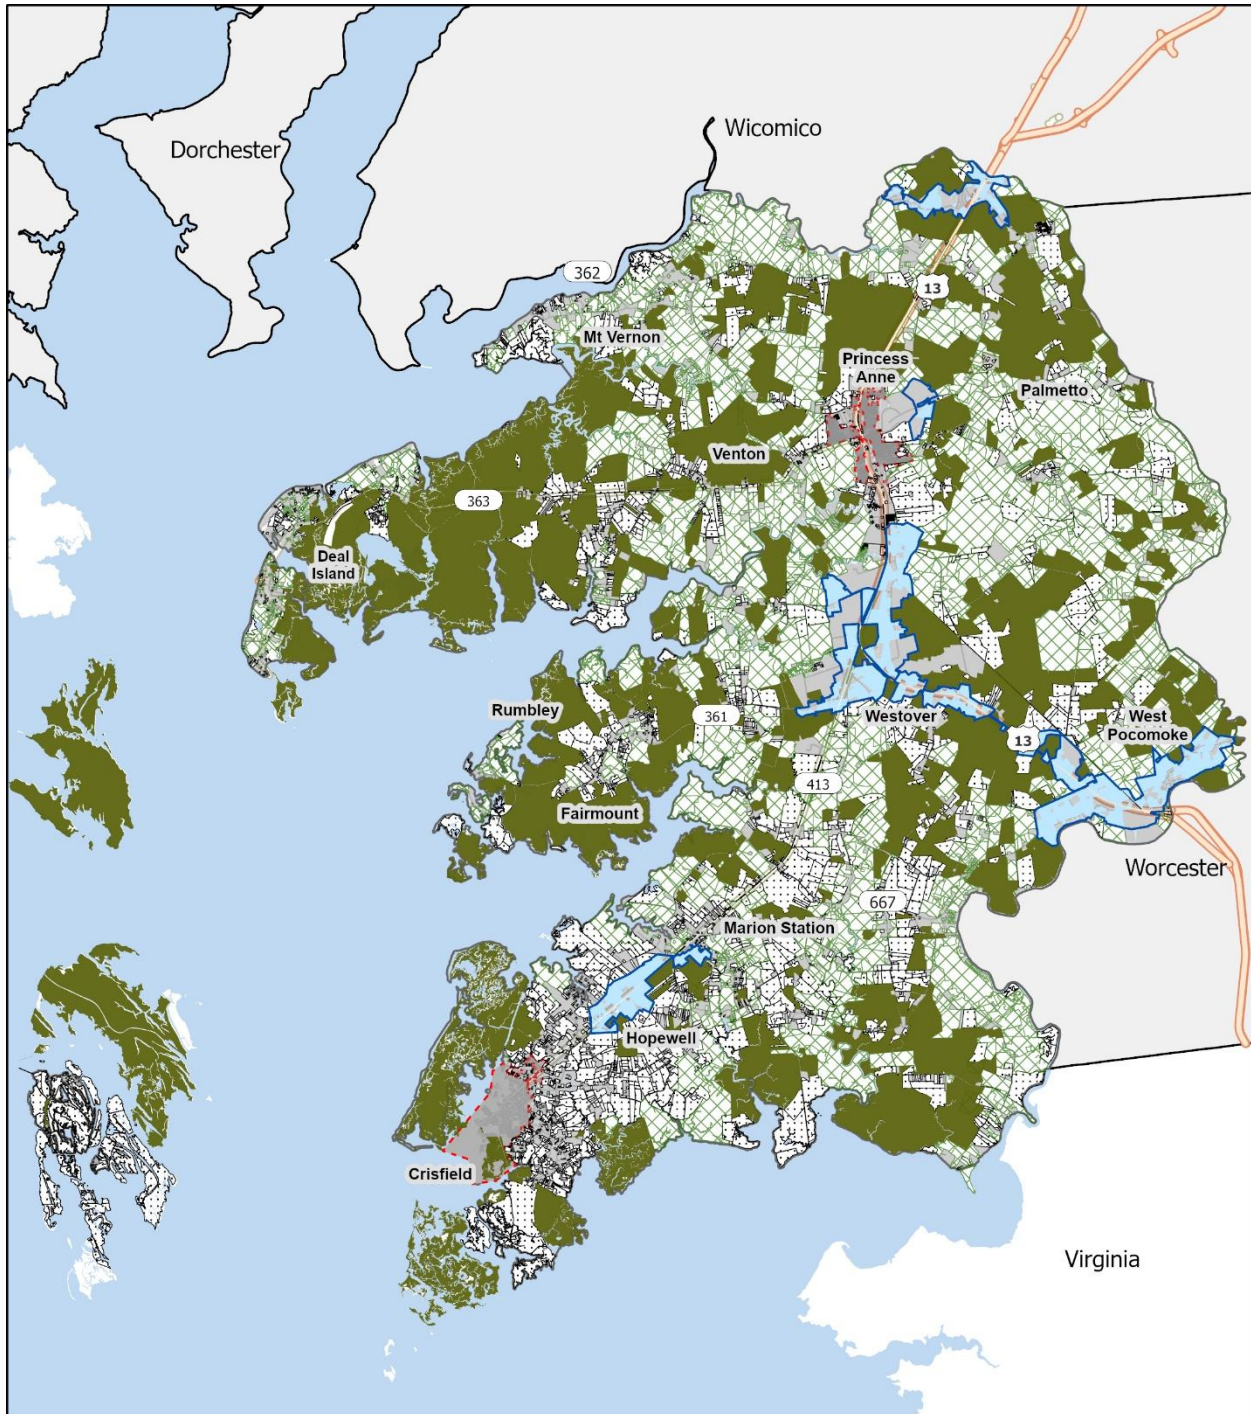 Wicomico
Dorchester
362
13
Mt Vernon
Princess
Anne
Palmetto
Venton
363
Deal
Island
Rumbley
361
Westover
West
Pocomoke
13
413
Fairmount
Worcester
667
Marion Station
Hopewell
Crisfield
Virginia